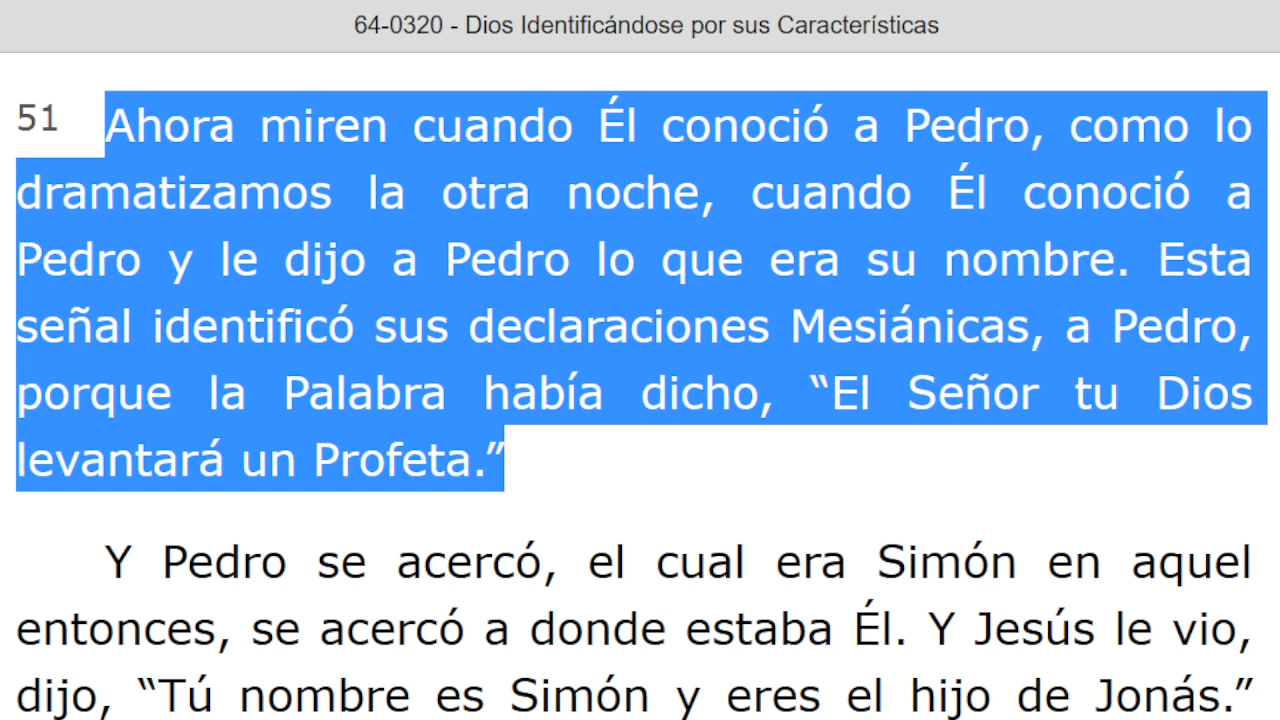 64-0320 - Dios Identificándose por sus Características
51 Ahora miren cuando Él conoció a Pedro, como lo
dramatizamos la otra noche, cuando Él conoció a
Pedro y le dijo a Pedro lo que era su nombre. Esta
señal identificó sus declaraciones Mesiánicas, a Pedro,
porque la Palabra había dicho, “El Señor tu Dios
levantará un Profeta.”
Y Pedro se acercó, el cual era Simón en aquel
entonces, se acercó a donde estaba Él. Y Jesús le vio,
dijo, “Tú nombre es Simón y eres el hijo de Jonás.”